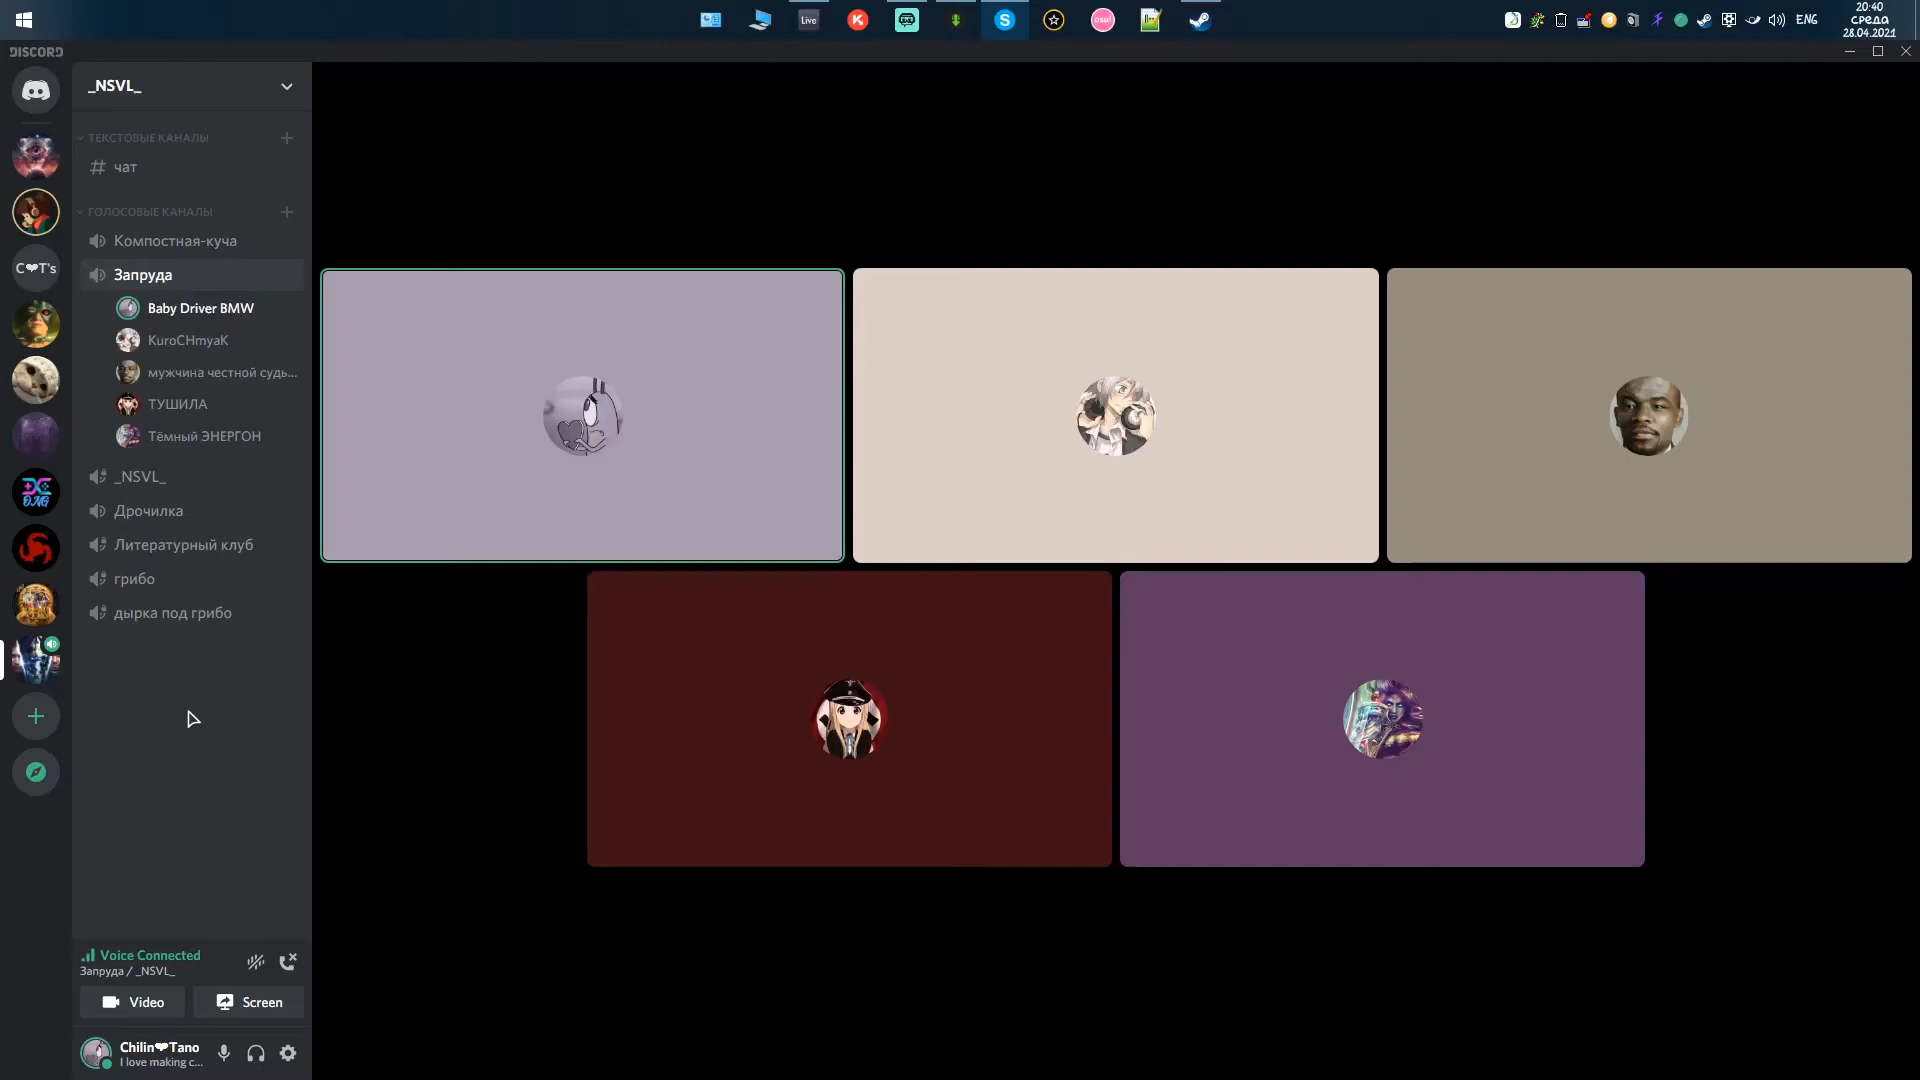 Live
K
S
osu!
ENG
20:40
среда
28.04.2021
DISCORD
_NSVL_
ТЕКСТОВЫЕ КАНАЛЫ
чат
ГОЛОСОВЫЕ КАНАЛЫ
Компостная-куча
Запруда
C❤T's
Baby Driver BMW
KuroCHmyaK
мужчина честной судь...
ТУШИЛА
Тёмный ЭНЕРГОН
_NSVL_
Дрочилка
Литературный клуб
грибо
дырка под грибо
Voice Connected
Запруда / _NSVL_
Video
Screen
Chilin❤Tano
I love making c...